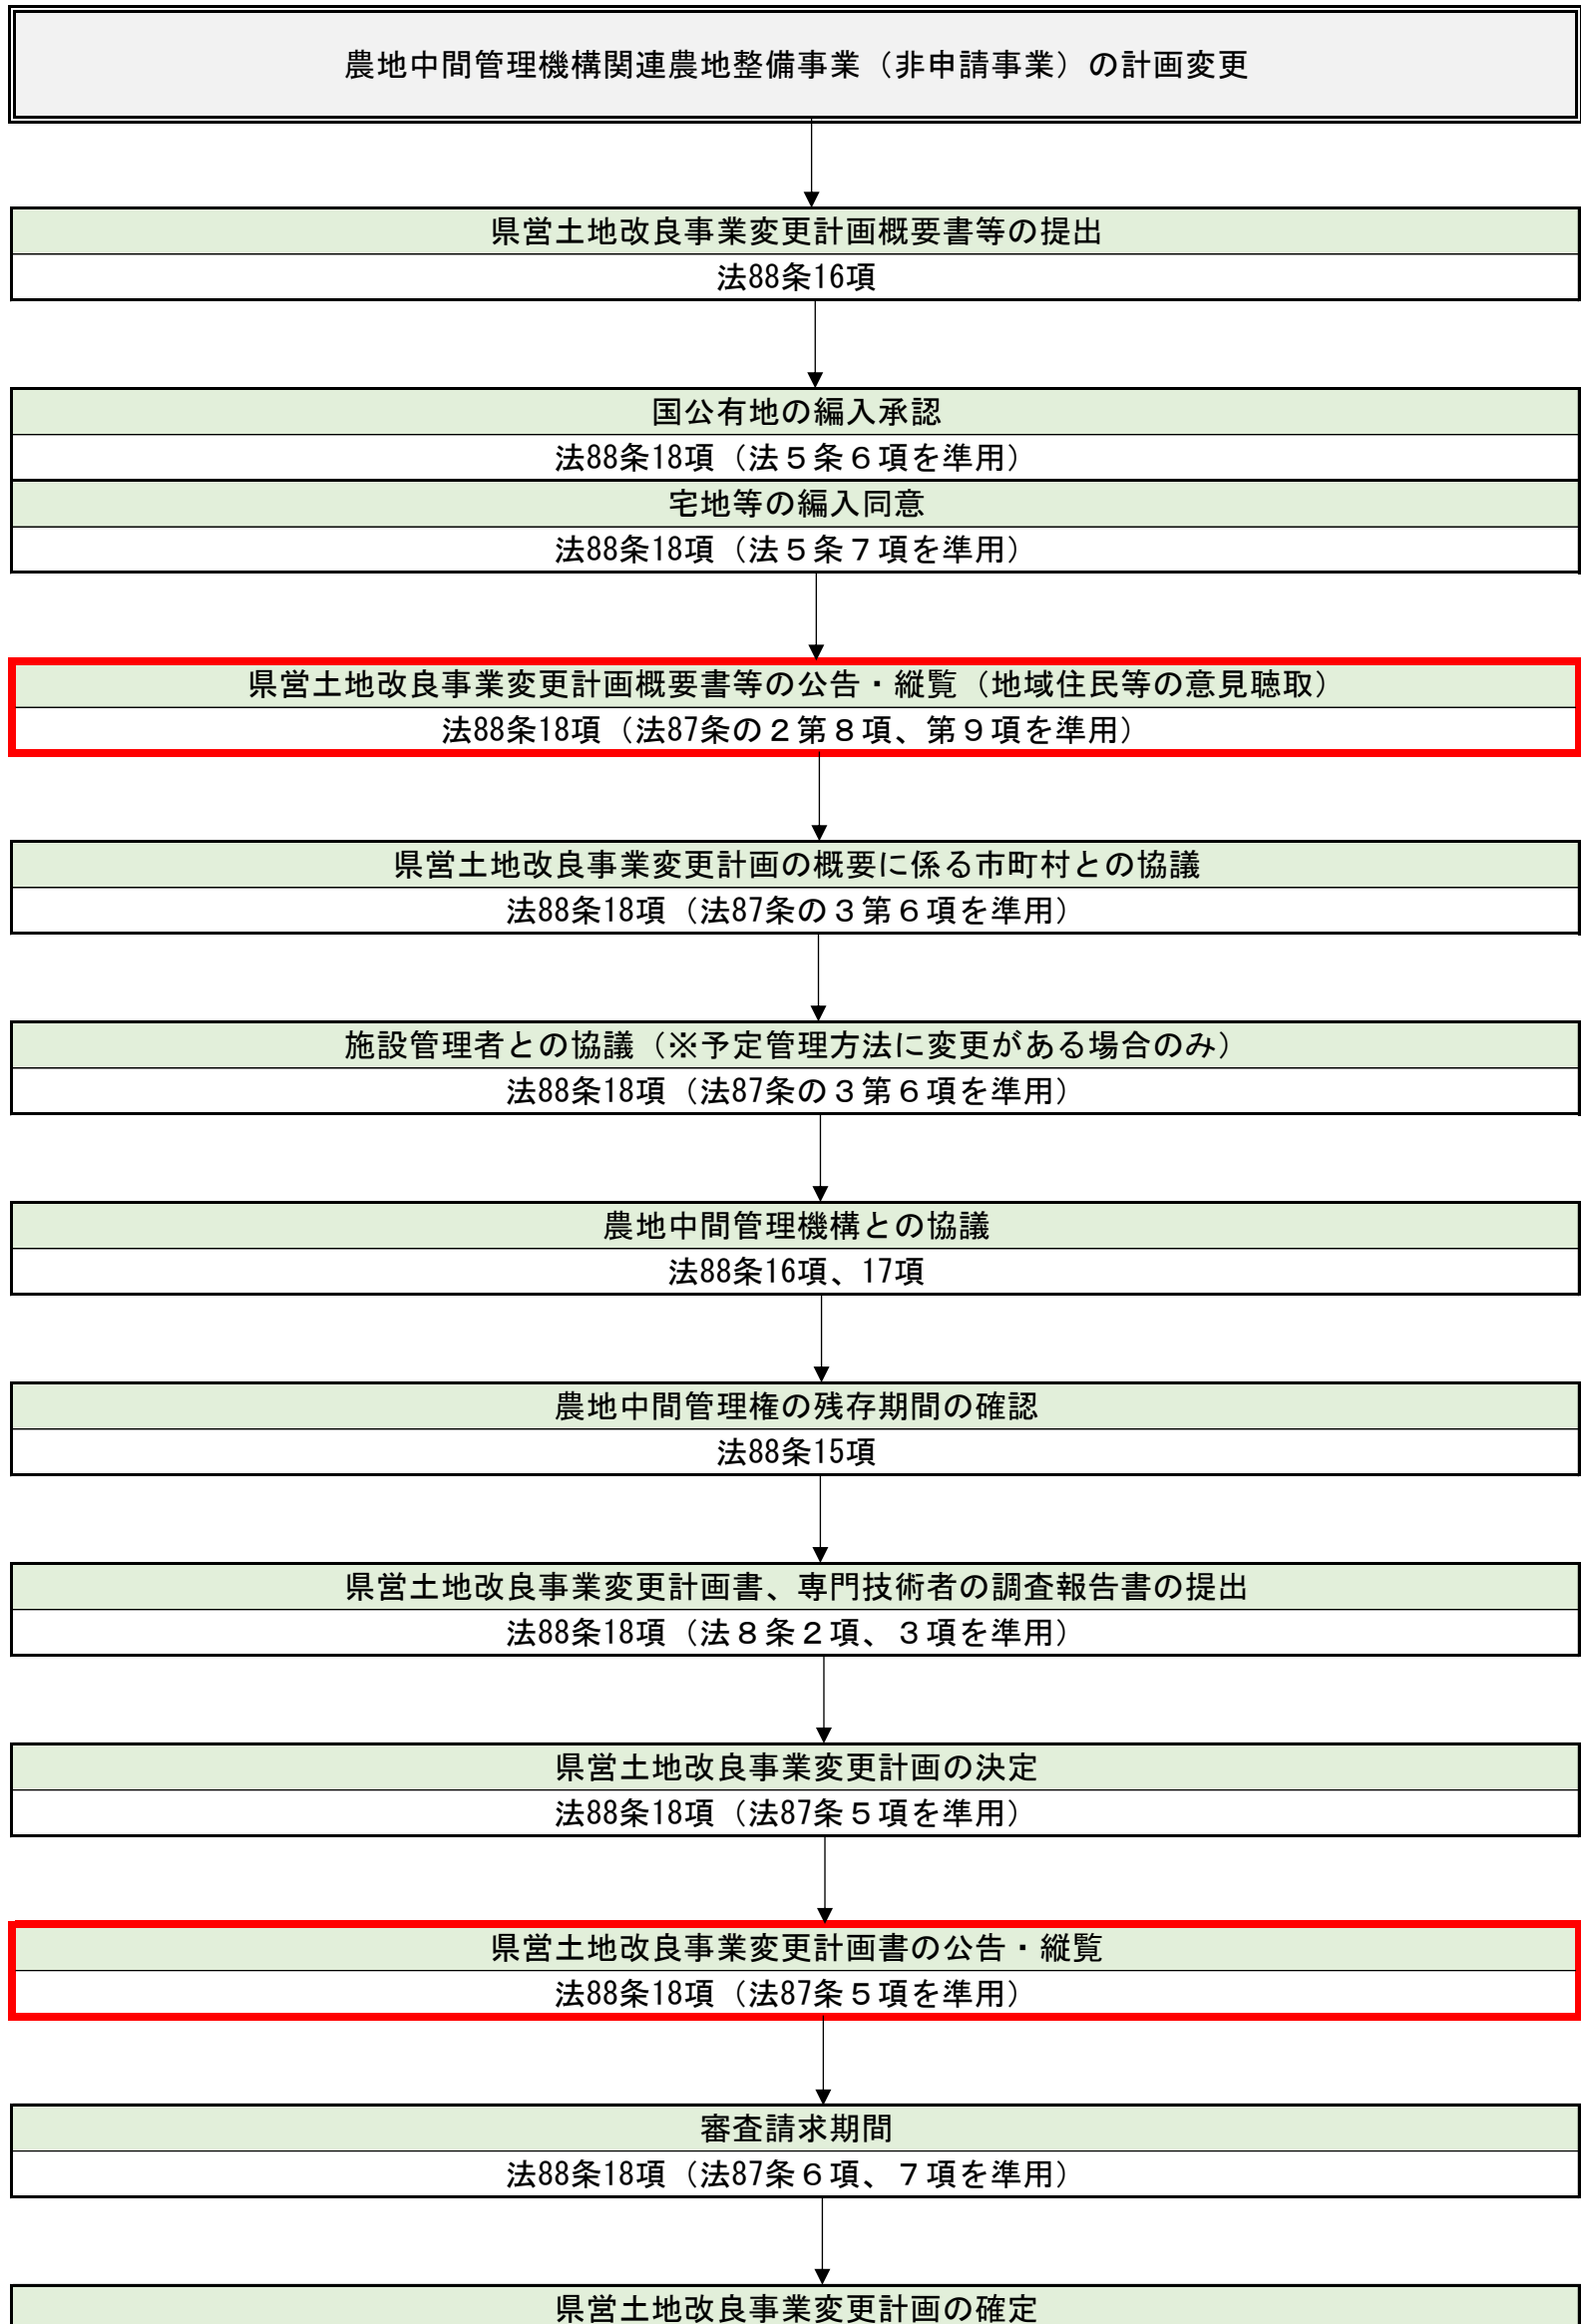 農地中間管理機構関連農地整備事業（非申請事業）の計画変更
県営土地改良事業変更計画概要書等の提出
法88条16項
国公有地の編入承認
法88条18項（法５条６項を準用）
宅地等の編入同意
法88条18項（法５条７項を準用）
県営土地改良事業変更計画概要書等の公告・縦覧（地域住民等の意見聴取）
法88条18項（法87条の２第８項、第９項を準用）
県営土地改良事業変更計画の概要に係る市町村との協議
法88条18項（法87条の３第６項を準用）
施設管理者との協議（※予定管理方法に変更がある場合のみ）
法88条18項（法87条の３第６項を準用）
農地中間管理機構との協議
法88条16項、17項
農地中間管理権の残存期間の確認
法88条15項
県営土地改良事業変更計画書、専門技術者の調査報告書の提出
法88条18項（法８条２項、３項を準用）
県営土地改良事業変更計画の決定
法88条18項（法87条５項を準用）
県営土地改良事業変更計画書の公告・縦覧
法88条18項（法87条５項を準用）
審査請求期間
法88条18項（法87条６項、７項を準用）
県営土地改良事業変更計画の確定